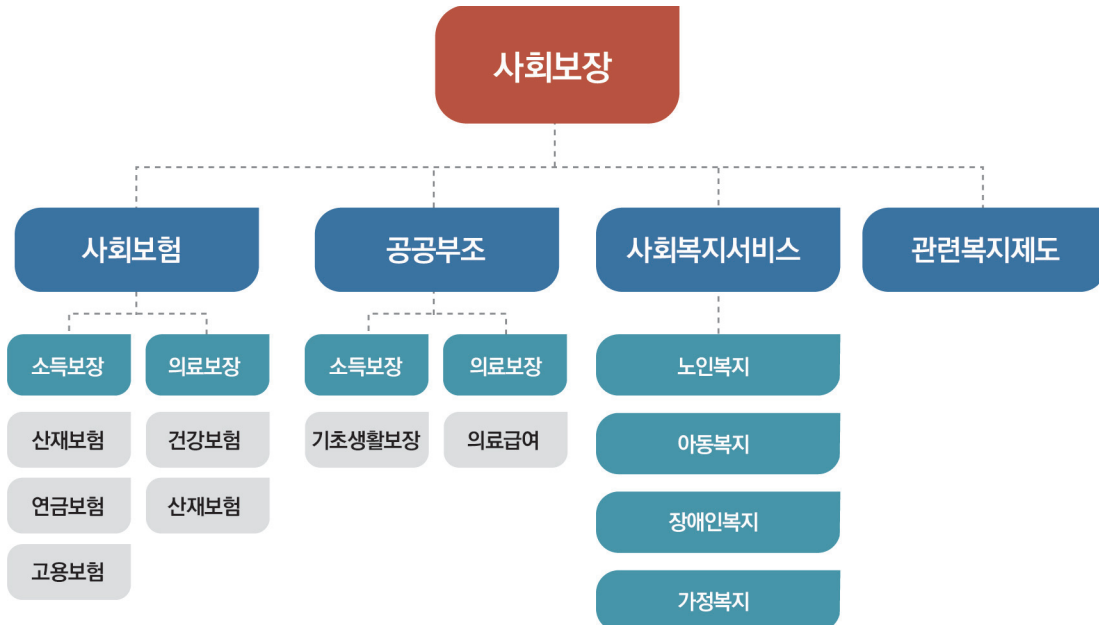 사회보장
사회보험
공공부조
사회복지서비스
관련복지제도
소득보장
의료보장
소득보장
의료보장
노인복지
산재보험
건강보험
기초생활보장
의료급여
아동복지
연금보험
산재보험
장애인복지
고용보험
가정복지